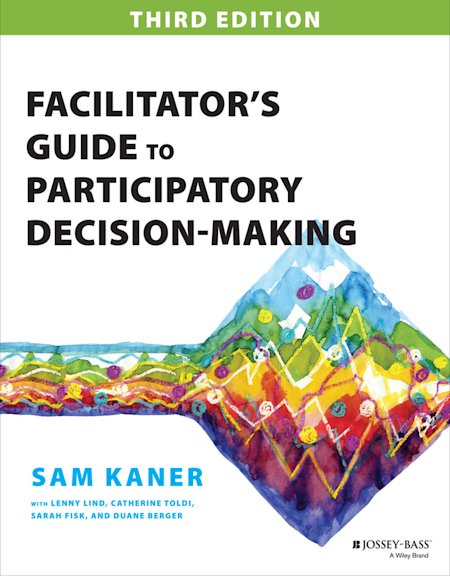 THIRD EDITION
FACILITATOR'S
GUIDE TO
PARTICIPATORY
DECISION-MAKING
SAM KANER
WITH LENNY LIND, CATHERINE TOLDI,
SARAH FISK, AND DUANE BERGER
JOSSEY-BASS™
A Wiley Brand